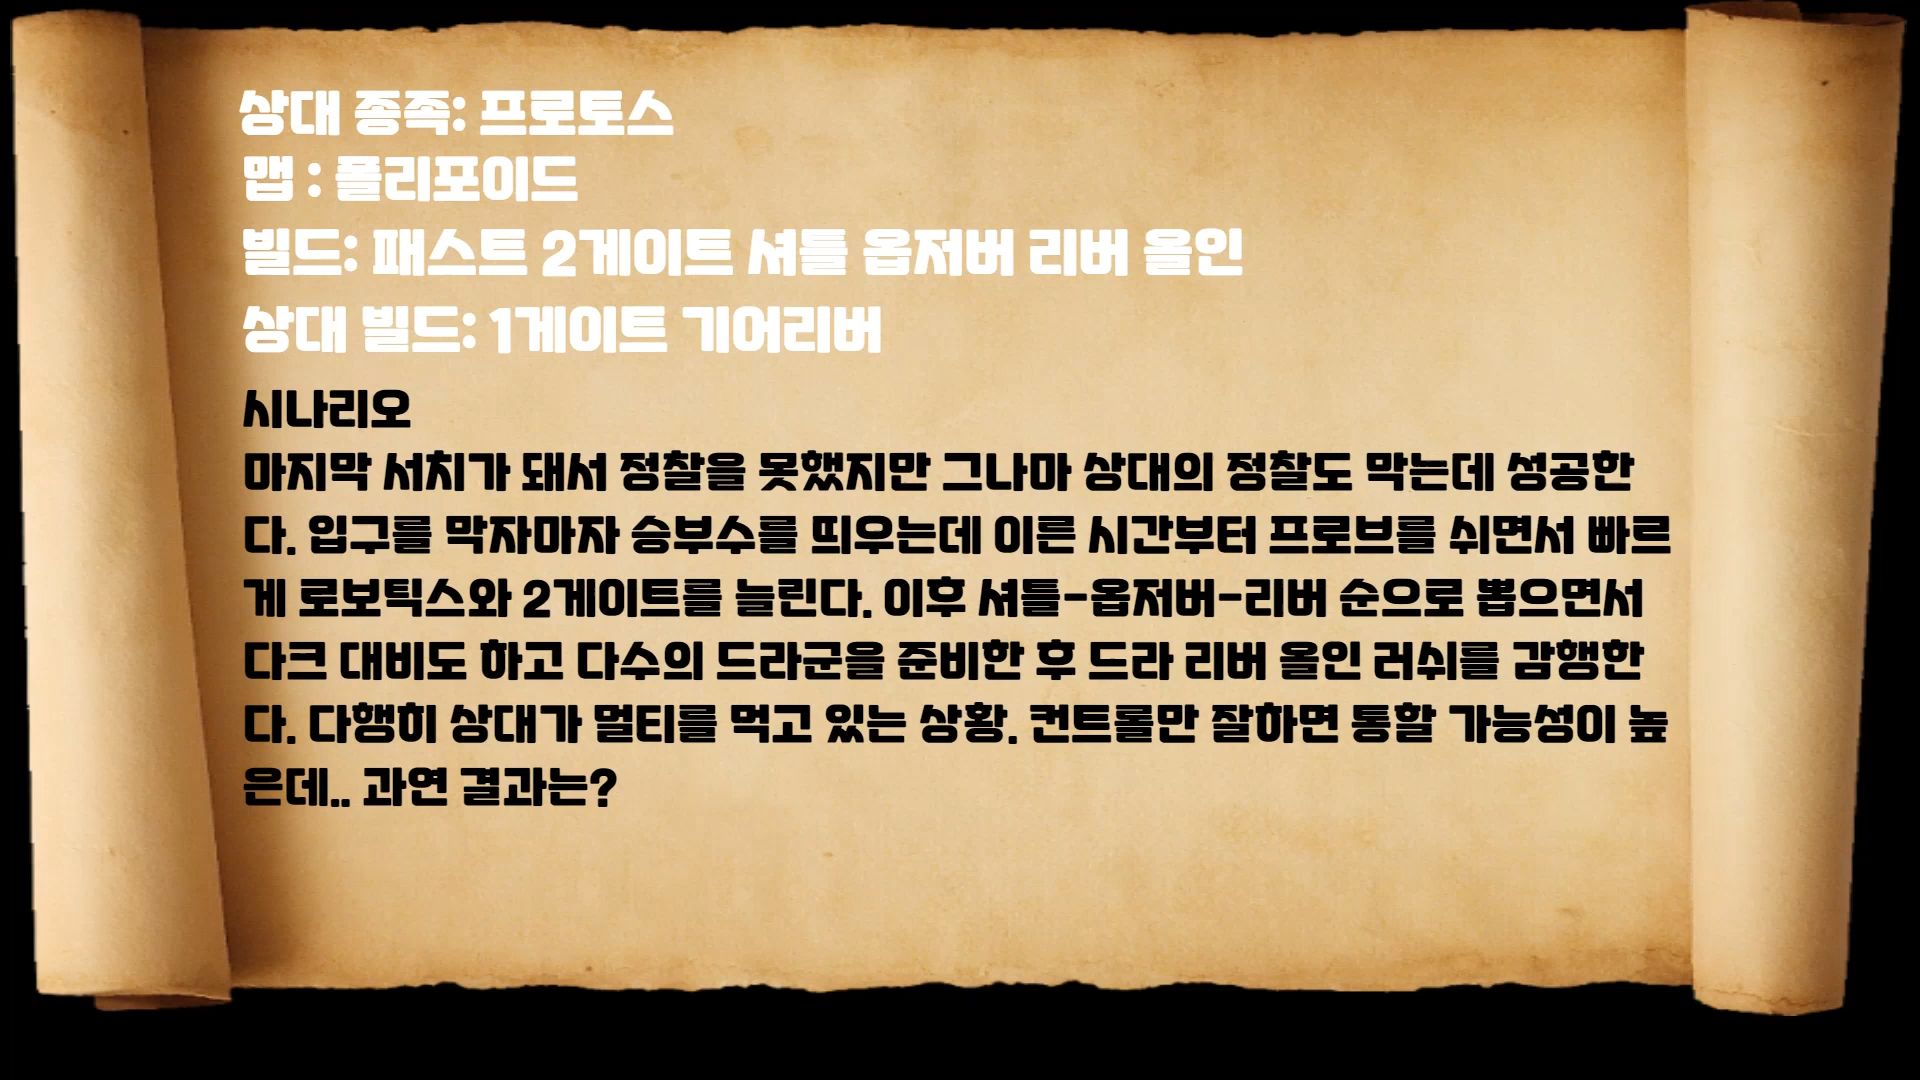 상대 종족: 프로토스
맵 : 폴리포이드
빌드: 패스트 2게이트 셔틀 옵저버 리버 올인
상대 빌드: 1게이트 기어리버
시나리오
마지막 서치가 돼서 정찰을 못했지만 그나마 상대의 정찰도 막는데 성공한
다. 입구를 막자마자 승부수를 띄우는데 이른 시간부터 프로브를 쉬면서 빠르
게 로보틱스와 2게이트를 늘린다. 이후 셔틀-옵저버-리버 순으로 뽑으면서
다크 대비도 하고 다수의 드라군을 준비한 후 드라 리버 올인 러쉬를 감행한
다. 다행히 상대가 멀티를 먹고 있는 상황. 컨트롤만 잘하면 통할 가능성이 높
은데.. 과연 결과는?